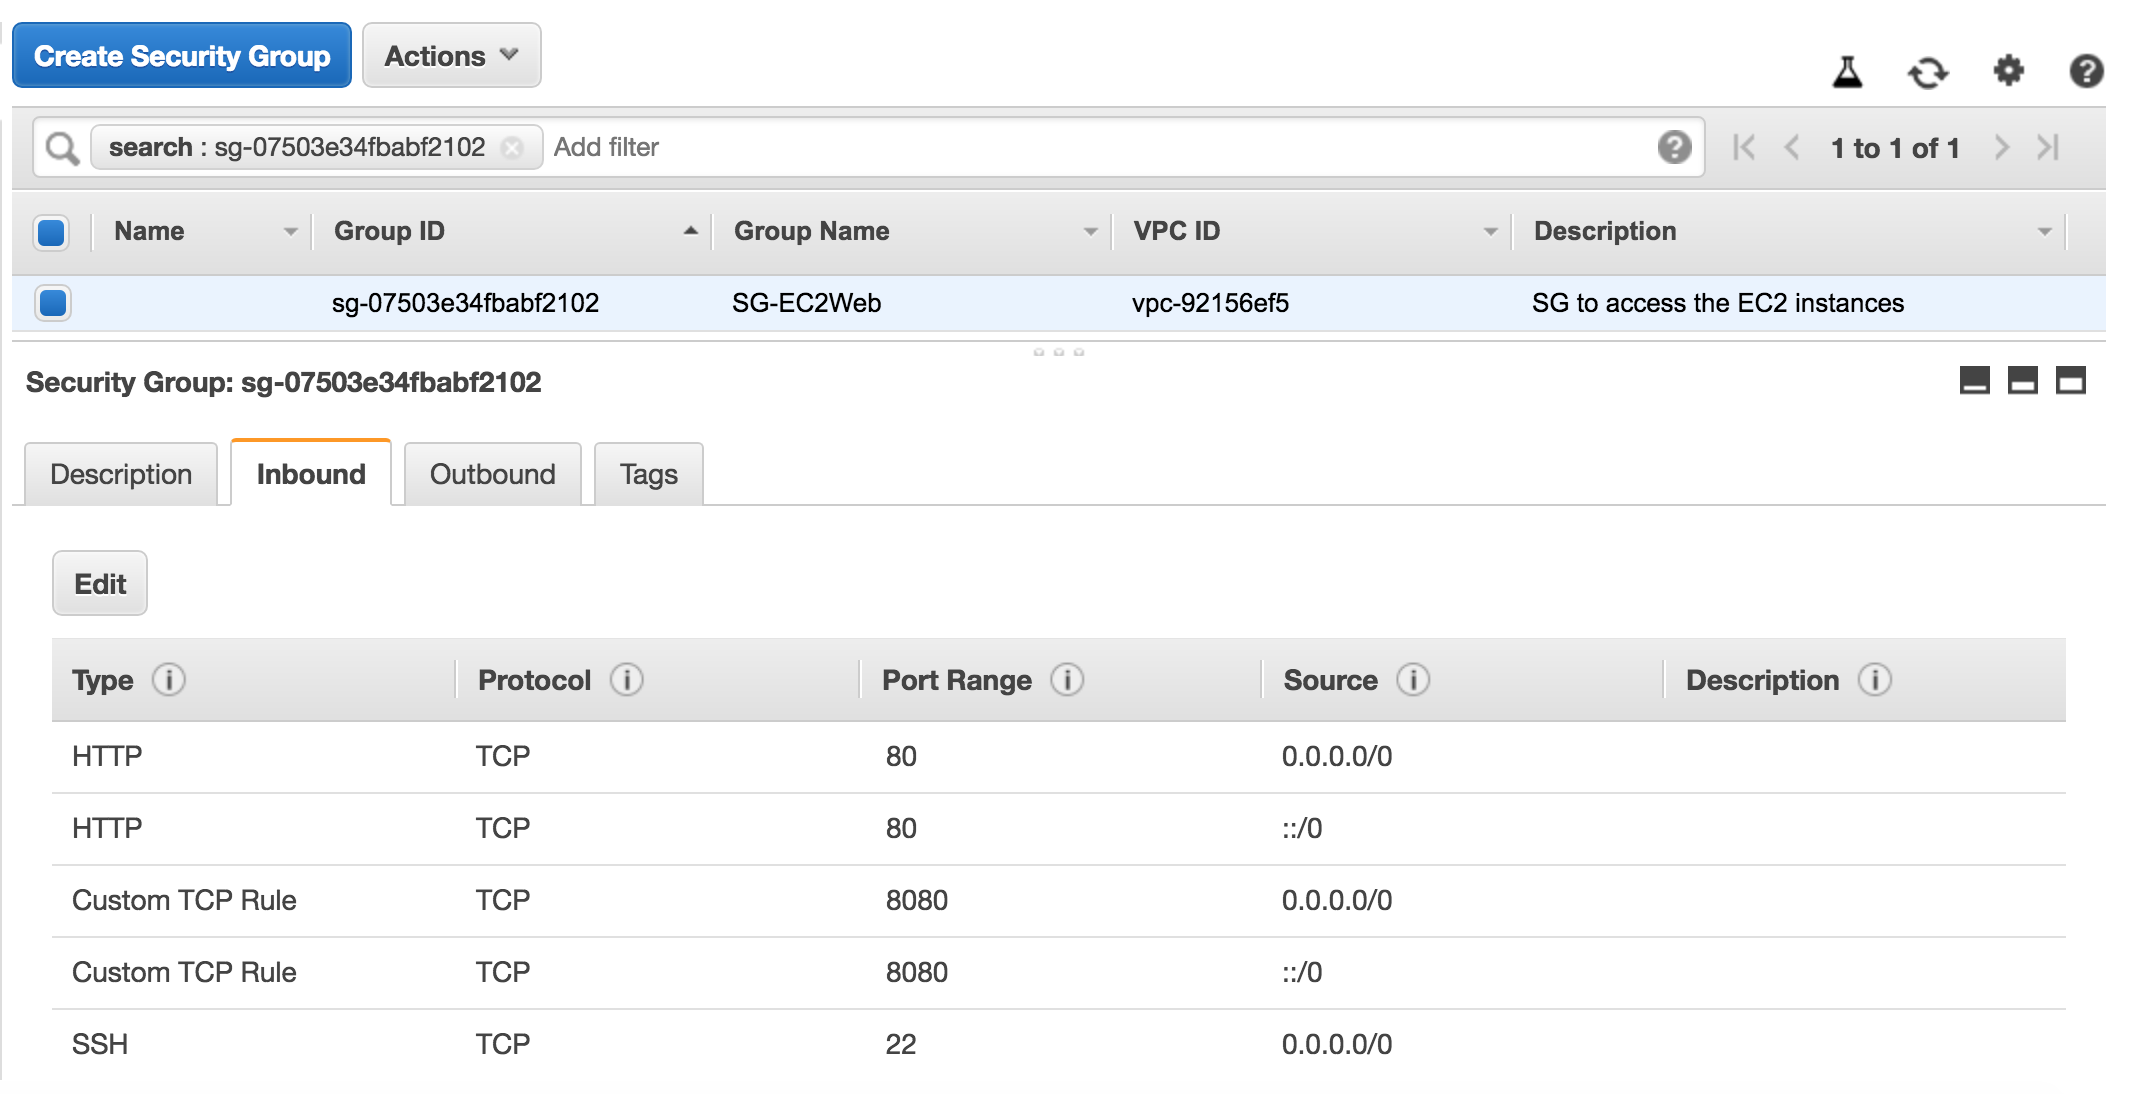 Create Security Group Actions
search : sg-07503e34fbabf2102 Add filter 1 to 1 of 1
Name Group ID Group Name VPC ID Description
sg-07503e34fbabf2102 SG-EC2Web vpc-92156ef5 SG to access the EC2 instances
Security Group: sg-07503e34fbabf2102
Description Inbound Outbound Tags
Edit
Type Protocol Port Range Source Description
HTTP TCP 80 0.0.0.0/0
HTTP TCP 80 ::/0
Custom TCP Rule TCP 8080 0.0.0.0/0
Custom TCP Rule TCP 8080 ::/0
SSH TCP 22 0.0.0.0/0